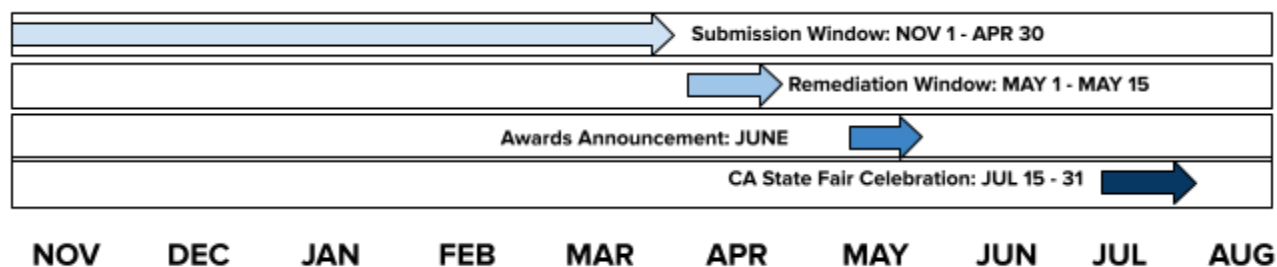 Submission Window: NOV 1 - APR 30
Remediation Window: MAY 1 - MAY 15
Awards Announcement: JUNE
CA State Fair Celebration: JUL 15 - 31
NOV DEC JAN FEB MAR APR MAY JUN JUL AUG